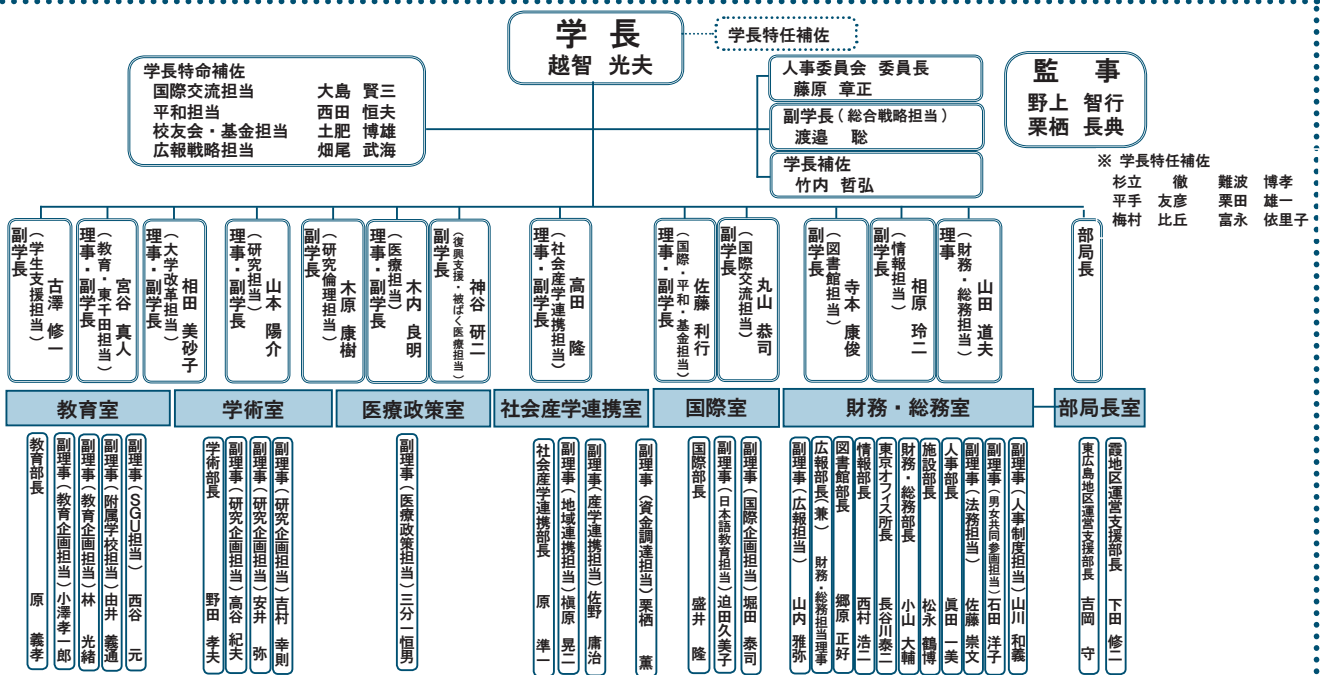 学長
越智 光夫
学長特任補佐
学長特命補佐
国際交流担当 大島 賢三
平和担当 西田 恒夫
校友会・基金担当 土肥 博雄
広報戦略担当 畑尾 武海
人事委員会 委員長
藤原 章正
副学長(総合戦略担当)
渡邉 聡
学長補佐
竹内 哲弘
監事
野上 智行
栗栖 長典
※ 学長特任補佐
杉立 徹 難波 博孝
平手 友彦 栗田 雄一
梅村 比丘 富永 依里子
副学長
(学生支援担当)
古澤 修一
理事・副学長
(教育・東千田担当)
宮谷 真人
理事・副学長
(大学改革担当)
相田 美砂子
理事・副学長
(研究担当)
山本 陽介
副学長
(研究倫理担当)
木原 康樹
理事・副学長
(医療担当)
木内 良明
副学長
(復興支援・被ばく医療担当)
神谷 研二
理事・副学長
(社会産学連携担当)
高田 隆
理事・副学長
(国際・平和・基金担当)
佐藤 利行
副学長
(国際交流担当)
丸山 恭司
副学長
(図書館担当)
寺本 康俊
副学長
(情報担当)
相原 玲二
理事
(財務・総務担当)
山田 道夫
部局長
教育室
学術室
医療政策室
社会産学連携室
国際室
財務・総務室
部局長室
教育部長 原 義孝
副理事(教育企画担当)小澤孝一郎
副理事(教育企画担当)林 光緒
副理事(附属学校担当)由井 義通
副理事(SGU担当) 西谷 元
学術部長 野田 孝夫
副理事(研究企画担当)高谷 紀夫
副理事(研究企画担当)安井 弥
副理事(研究企画担当)吉村 幸則
副理事(医療政策担当)三分一恒男
社会産学連携部長 原 準一
副理事(地域連携担当)槇原 晃二
副理事(産学連携担当)佐野 庸治
副理事(資金調達担当)栗栖 薫
国際部長 盛井 隆
副理事(日本語教育担当)迫田久美子
副理事(国際企画担当)堀田 泰司
副理事(広報担当) 山内 雅弥
広報部長(兼) 財務・総務担当理事
図書館部長 郷原 正好
情報部長 西村 浩二
東京オフィス所長 長谷川泰二
財務・総務部長 小山 大輔
施設部長 松永 鶴博
人事部長 眞田 一美
副理事(法務担当) 佐藤 崇文
副理事(男女共同参画担当)石田 洋子
副理事(人事制度担当)山川 和義
東広島地区運営支援部長 吉岡 守
霞地区運営支援部長 下田 修二